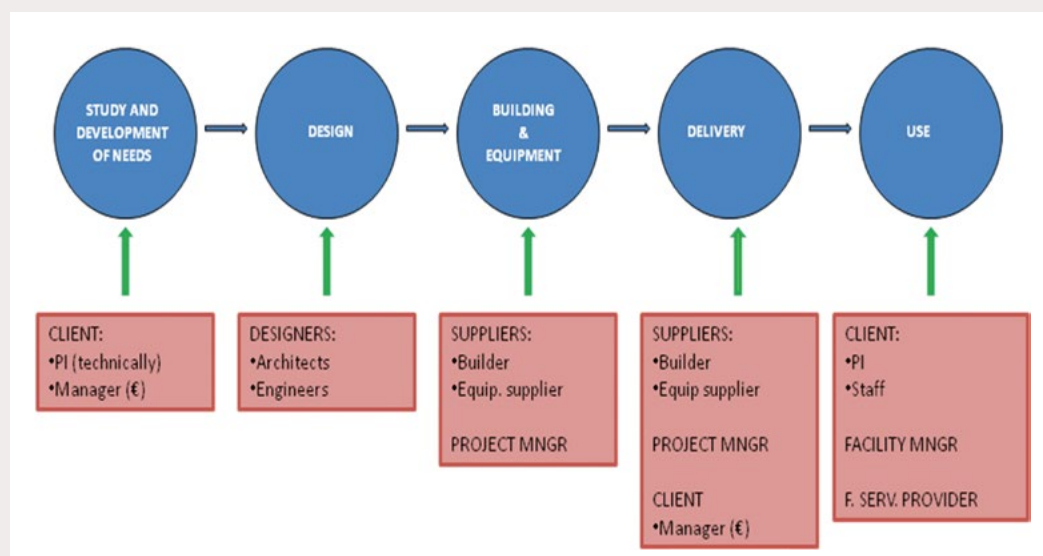 STUDY AND
DEVELOPMENT
OF NEEDS
DESIGN
BUILDING
&
EQUIPMENT
DELIVERY
USE
CLIENT:
•PI (technically)
•Manager (€)
DESIGNERS:
•Architects
•Engineers
SUPPLIERS:
•Builder
•Equip. supplier
PROJECT MNGR
SUPPLIERS:
•Builder
•Equip supplier
PROJECT MNGR
CLIENT
•Manager (€)
CLIENT:
•PI
•Staff
FACILITY MNGR
F. SERV. PROVIDER